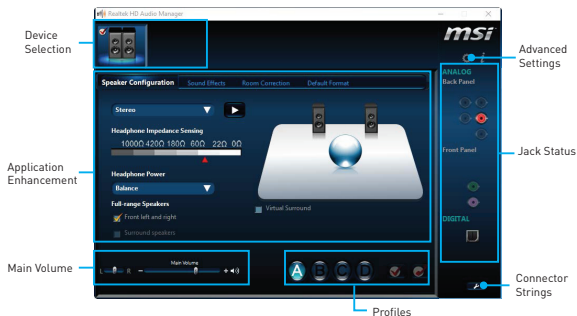 Realtek HD Audio Manager
msi
Device
Selection
Advanced
Settings
ANALOG
Back Panel
Speaker Configuration
Sound Effects
Room Correction
Default Format
Stereo
Headphone Impedance Sensing
1000Ω 420Ω 180Ω 60Ω 22Ω 0Ω
Jack Status
Front Panel
Application
Enhancement
Headphone Power
Balance
Full-range Speakers
Front left and right
Surround speakers
Virtual Surround
DIGITAL
Main Volume
L R
Main Volume
- +
A B C D
Connector
Strings
Profiles